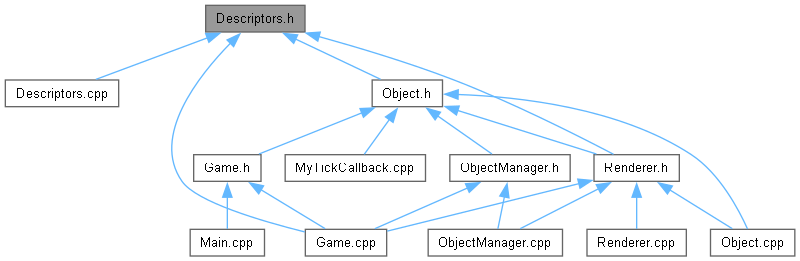 Descriptors.h
Descriptors.cpp
Object.h
Game.h
MyTickCallback.cpp
ObjectManager.h
Renderer.h
Main.cpp
Game.cpp
ObjectManager.cpp
Renderer.cpp
Object.cpp